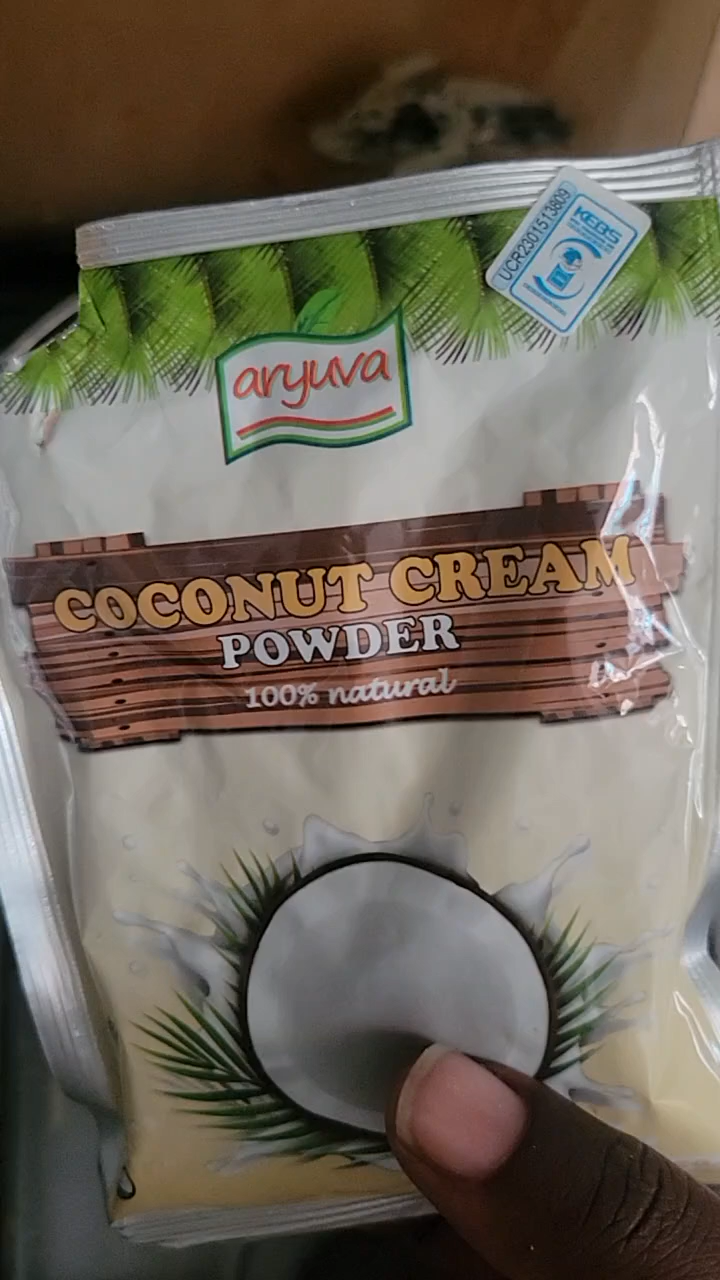 UCR2301513809
KEBS
aryuva
COCONUT CREAM
POWDER
100% natural